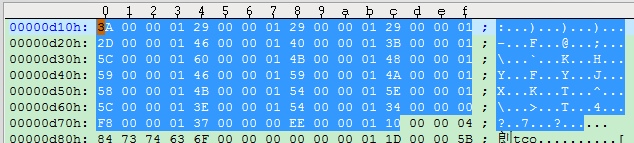 0 1 2 3 4 5 6 7 8 9 a b c d e f
00000d10h: 3A 00 00 01 29 00 00 01 29 00 00 01 29 00 00 01 ; :...)...)...)...
00000d20h: 2D 00 00 01 46 00 00 01 40 00 00 01 3B 00 00 01 ; -...F...@...;...
00000d30h: 5C 00 00 01 60 00 00 01 4B 00 00 01 48 00 00 01 ; \...`...K...H...
00000d40h: 59 00 00 01 46 00 00 01 59 00 00 01 4A 00 00 01 ; Y...F...Y...J...
00000d50h: 58 00 00 01 4B 00 00 01 54 00 00 01 5E 00 00 01 ; X...K...T...^...
00000d60h: 5C 00 00 01 3E 00 00 01 54 00 00 01 34 00 00 00 ; \...>...T...4...
00000d70h: F8 00 00 01 37 00 00 00 EE 00 00 01 10 00 00 04 ; ?..7...?......
00000d80h: 84 73 74 63 6F 00 00 00 00 00 00 01 1D 00 00 5B ; tco..........[